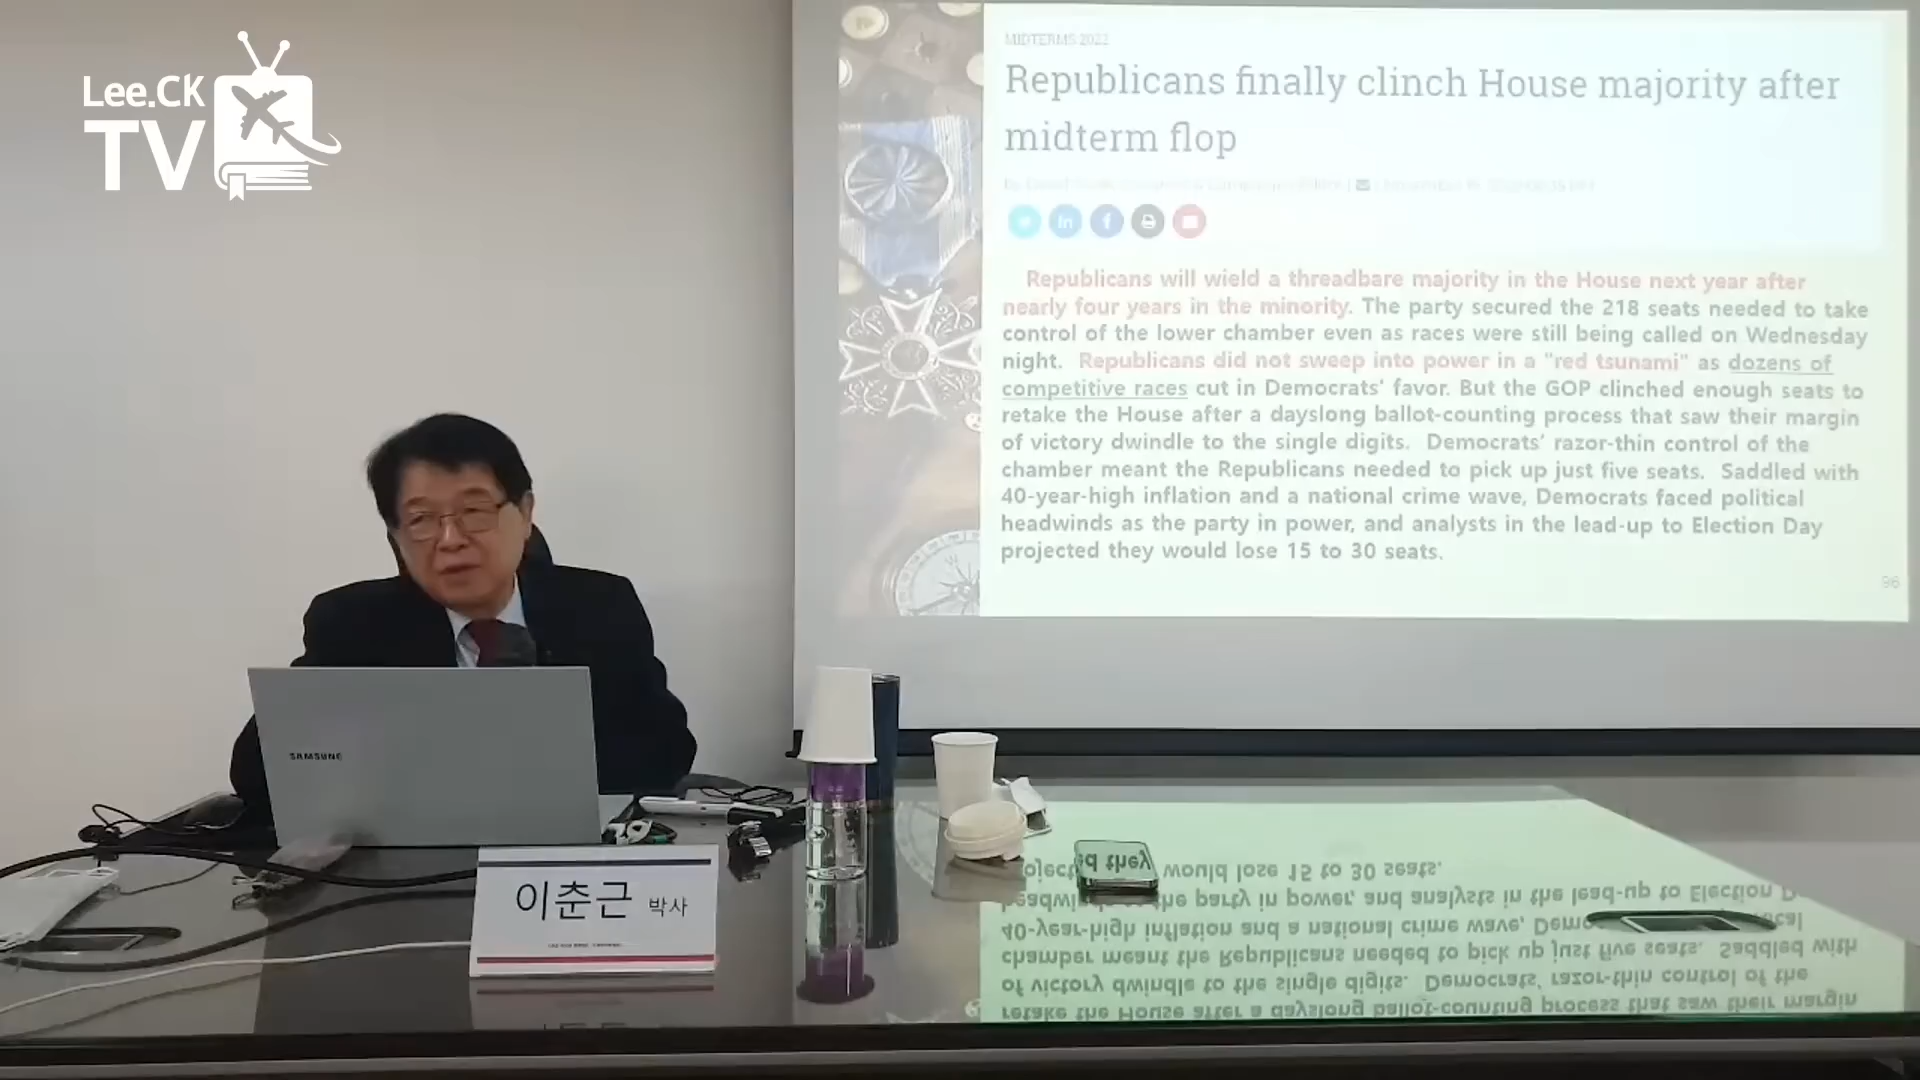 Lee.CK
TV
MIDTERMS 2022
Republicans finally clinch House majority after
midterm flop
Republicans will wield a threadbare majority in the House next year after
nearly four years in the minority. The party secured the 218 seats needed to take
control of the lower chamber even as races were still being called on Wednesday
night. Republicans did not sweep into power in a "red tsunami" as dozens of
competitive races cut in Democrats' favor. But the GOP clinched enough seats to
retake the House after a dayslong ballot-counting process that saw their margin
of victory dwindle to the single digits. Democrats' razor-thin control of the
chamber meant the Republicans needed to pick up just five seats. Saddled with
40-year-high inflation and a national crime wave, Democrats faced political
headwinds as the party in power, and analysts in the lead-up to Election Day
projected they would lose 15 to 30 seats.
96
SAMSUNG
이춘근 박사